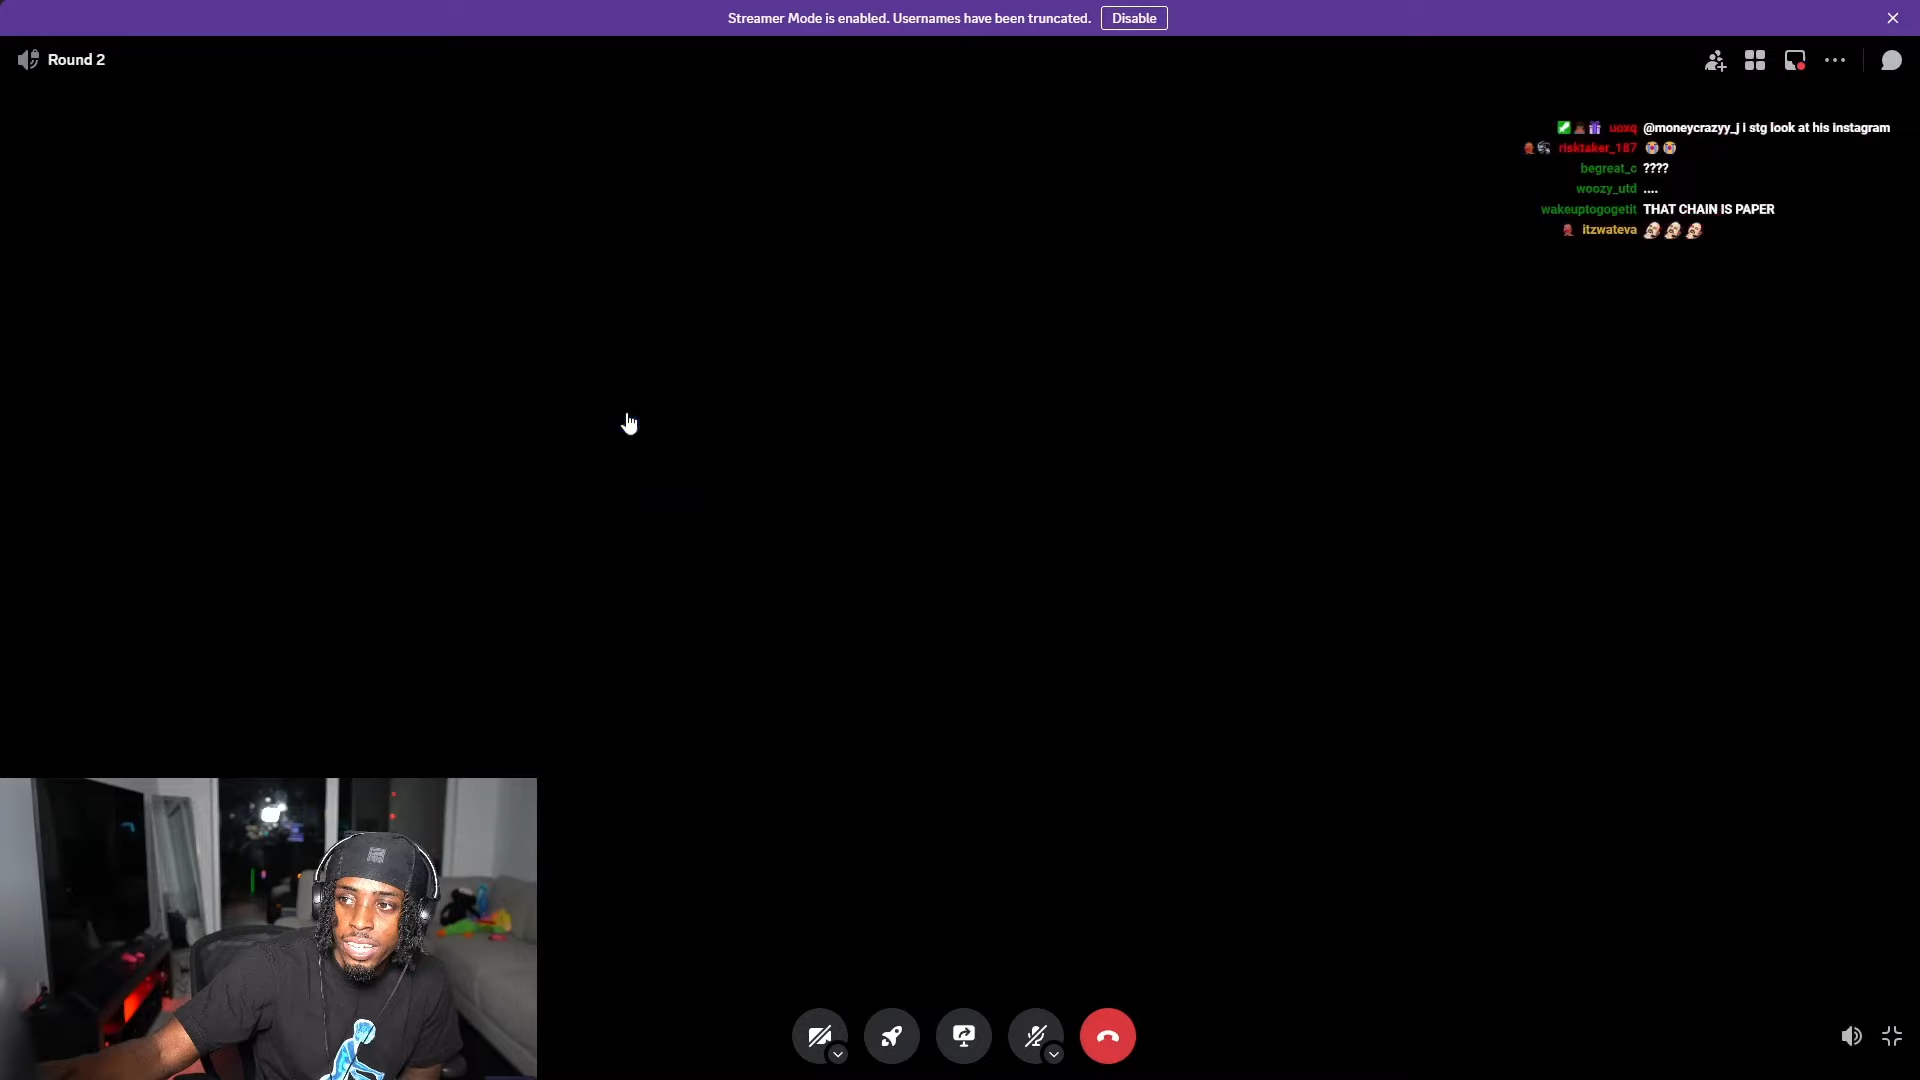 Streamer Mode is enabled. Usernames have been truncated. Disable
Round 2
uoxq @moneycrazyy_j i stg look at his instagram
risktaker_187
begreat_c ????
woozy_utd ....
wakeuptogogetit THAT CHAIN IS PAPER
itzwateva